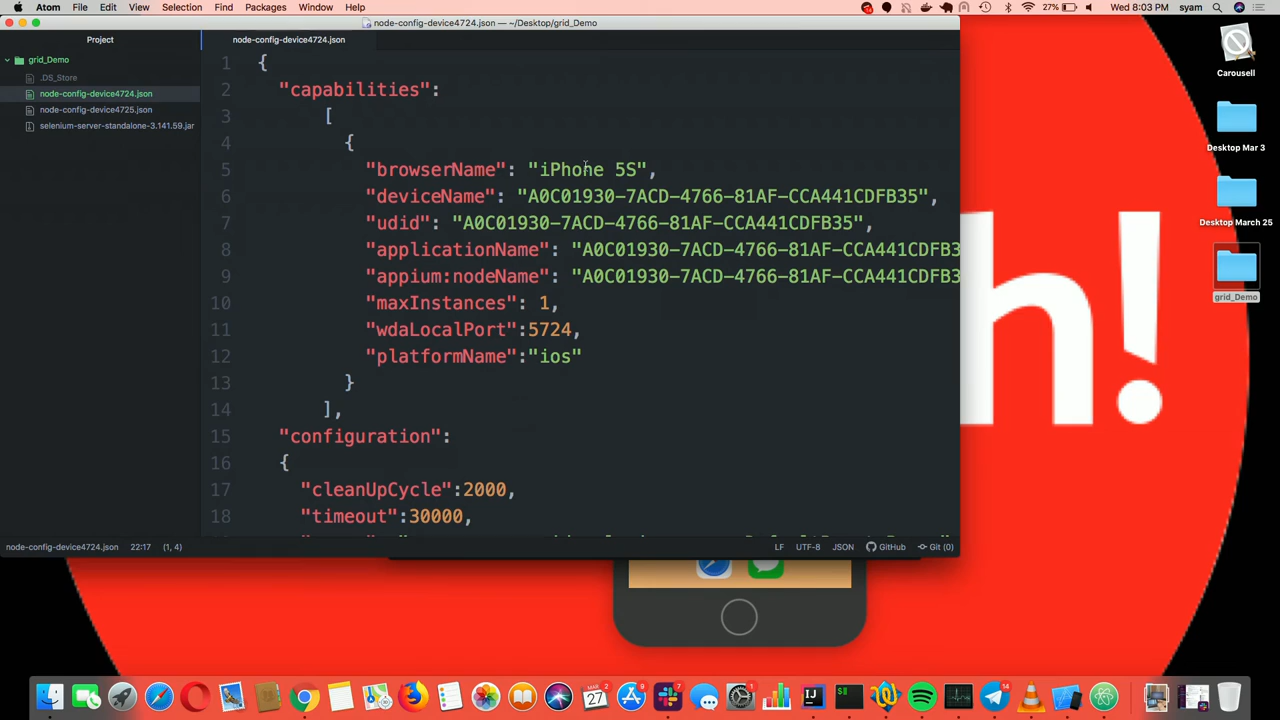 Atom File Edit View Selection Find Packages Window Help 27% Wed 8:03 PM syam
node-config-device4724.json — ~/Desktop/grid_Demo
Project
node-config-device4724.json
grid_Demo
.DS_Store
node-config-device4724.json
node-config-device4725.json
selenium-server-standalone-3.141.59.jar
1 {
2 "capabilities":
3 [
4 {
5 "browserName": "iPhone 5S",
6 "deviceName": "A0C01930-7ACD-4766-81AF-CCA441CDFB35",
7 "udid": "A0C01930-7ACD-4766-81AF-CCA441CDFB35",
8 "applicationName": "A0C01930-7ACD-4766-81AF-CCA441CDFB3
9 "appium:nodeName": "A0C01930-7ACD-4766-81AF-CCA441CDFB3
10 "maxInstances": 1,
11 "wdaLocalPort":5724,
12 "platformName":"ios"
13 }
14 ],
15 "configuration":
16 {
17 "cleanUpCycle":2000,
18 "timeout":30000,
node-config-device4724.json 22:17 (1, 4) LF UTF-8 JSON GitHub Git (0)
Carousell
Desktop Mar 3
Desktop March 25
grid_Demo
h!